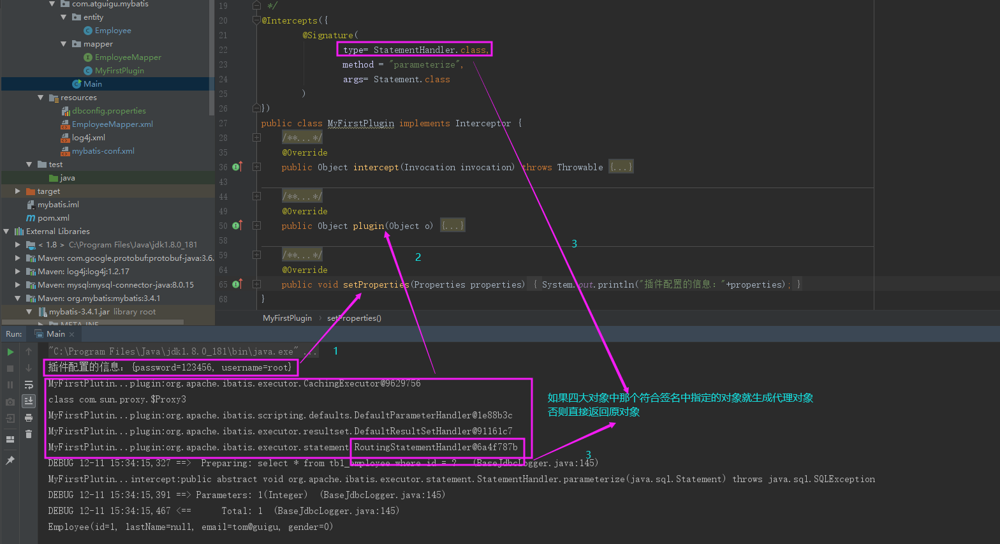 com.atguigu.mybatis
entity
Employee
mapper
EmployeeMapper
MyFirstPlugin
Main
resources
dbconfig.properties
EmployeeMapper.xml
log4j.xml
mybatis-conf.xml
test
java
target
mybatis.iml
pom.xml
External Libraries
< 1.8 > C:\Program Files\Java\jdk1.8.0_181
Maven: com.google.protobuf:protobuf-java:3.6.
Maven: log4j:log4j:1.2.17
Maven: mysql:mysql-connector-java:8.0.15
Maven: org.mybatis:mybatis:3.4.1
mybatis-3.4.1.jar library root
META-INF
19 */
20 @Intercepts({
21 @Signature(
22 type= StatementHandler.class,
23 method = "parameterize",
24 args= Statement.class
25 )
26 })
27 public class MyFirstPlugin implements Interceptor {
28 /**...*/
35 @Override
36 public Object intercept(Invocation invocation) throws Throwable {...}
43
44 /**...*/
49 @Override
50 public Object plugin(Object o) {...}
58
59 /**...*/
64 @Override
65 public void setProperties(Properties properties) { System.out.println("插件配置的信息："+properties); }
68 }
MyFirstPlugin › setProperties()
2
3
Run: Main
"C:\Program Files\Java\jdk1.8.0_181\bin\java.exe" ...
1
插件配置的信息：{password=123456, username=root}
MyFirstPlutin...plugin:org.apache.ibatis.executor.CachingExecutor@9629756
class com.sun.proxy.$Proxy3
MyFirstPlutin...plugin:org.apache.ibatis.scripting.defaults.DefaultParameterHandler@1e88b3c
MyFirstPlutin...plugin:org.apache.ibatis.executor.resultset.DefaultResultSetHandler@91161c7
MyFirstPlutin...plugin:org.apache.ibatis.executor.statement.RoutingStatementHandler@6a4f787b
如果四大对象中那个符合签名中指定的对象就生成代理对象
否则直接返回原对象
3
DEBUG 12-11 15:34:15,327 ==>  Preparing: select * from tbl_employee where id = ?   (BaseJdbcLogger.java:145)
MyFirstPlutin...intercept:public abstract void org.apache.ibatis.executor.statement.StatementHandler.parameterize(java.sql.Statement) throws java.sql.SQLException
DEBUG 12-11 15:34:15,391 ==> Parameters: 1(Integer)  (BaseJdbcLogger.java:145)
DEBUG 12-11 15:34:15,467 <==      Total: 1  (BaseJdbcLogger.java:145)
Employee(id=1, lastName=null, email=tom@guigu, gender=0)